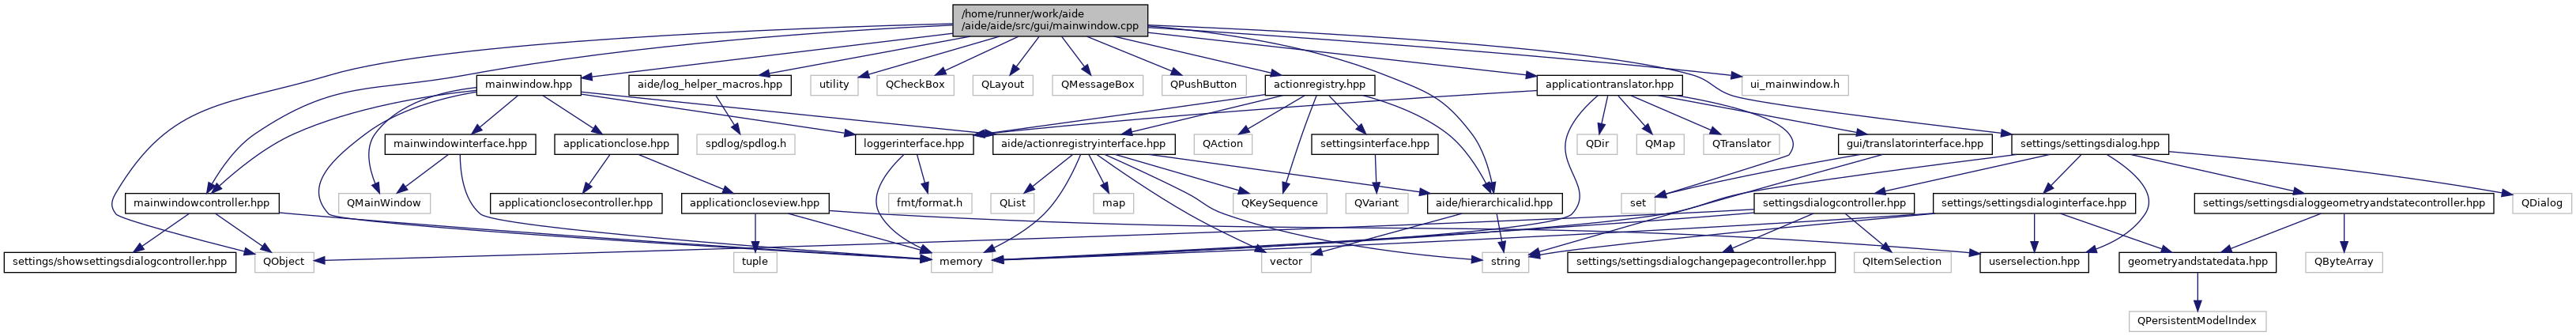 /home/runner/work/aide
/aide/aide/src/gui/mainwindow.cpp
mainwindow.hpp
aide/log_helper_macros.hpp
utility
QCheckBox
QLayout
QMessageBox
QPushButton
actionregistry.hpp
applicationtranslator.hpp
ui_mainwindow.h
mainwindowinterface.hpp
applicationclose.hpp
spdlog/spdlog.h
loggerinterface.hpp
aide/actionregistryinterface.hpp
QAction
settingsinterface.hpp
QDir
QMap
QTranslator
gui/translatorinterface.hpp
settings/settingsdialog.hpp
mainwindowcontroller.hpp
QMainWindow
applicationclosecontroller.hpp
applicationcloseview.hpp
fmt/format.h
QList
map
QKeySequence
QVariant
aide/hierarchicalid.hpp
set
settingsdialogcontroller.hpp
settings/settingsdialoginterface.hpp
settings/settingsdialoggeometryandstatecontroller.hpp
QDialog
settings/showsettingsdialogcontroller.hpp
QObject
tuple
memory
vector
string
settings/settingsdialogchangepagecontroller.hpp
QItemSelection
userselection.hpp
geometryandstatedata.hpp
QByteArray
QPersistentModelIndex